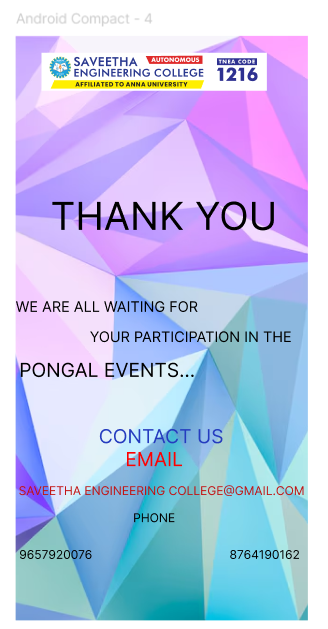 Android Compact - 4
SAVEETHA AUTONOMOUS
ENGINEERING COLLEGE
AFFILIATED TO ANNA UNIVERSITY
TNEA CODE
1216
THANK YOU
WE ARE ALL WAITING FOR
YOUR PARTICIPATION IN THE
PONGAL EVENTS...
CONTACT US
EMAIL
SAVEETHA ENGINEERING COLLEGE@GMAIL.COM
PHONE
9657920076 8764190162